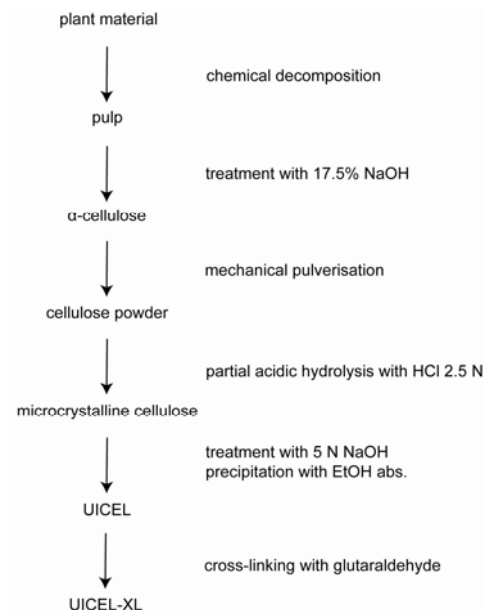 plant material
chemical decomposition
pulp
treatment with 17.5% NaOH
α-cellulose
mechanical pulverisation
cellulose powder
partial acidic hydrolysis with HCl 2.5 N
microcrystalline cellulose
treatment with 5 N NaOH
precipitation with EtOH abs.
UICEL
cross-linking with glutaraldehyde
UICEL-XL